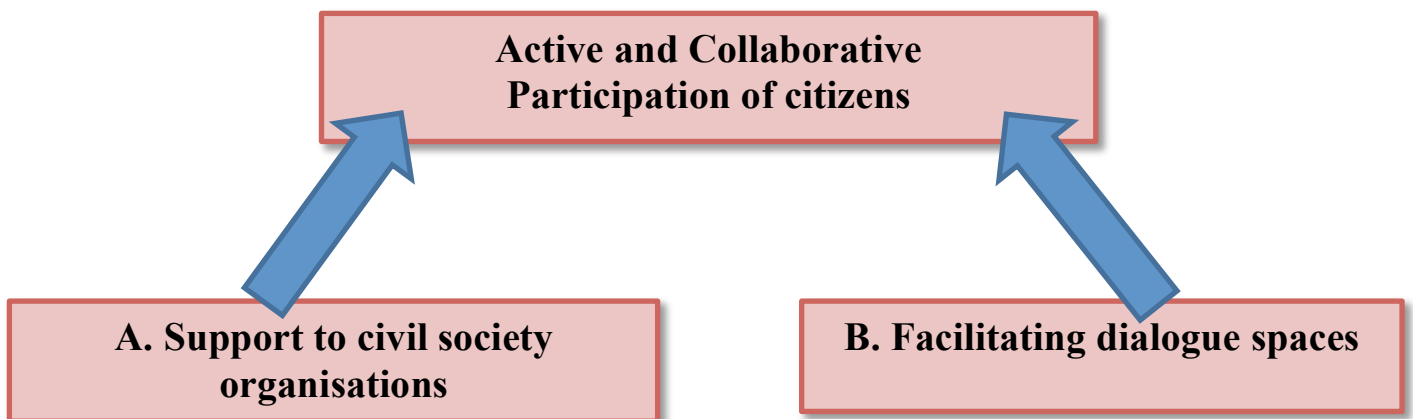 Active and Collaborative
Participation of citizens
A. Support to civil society
organisations
B. Facilitating dialogue spaces